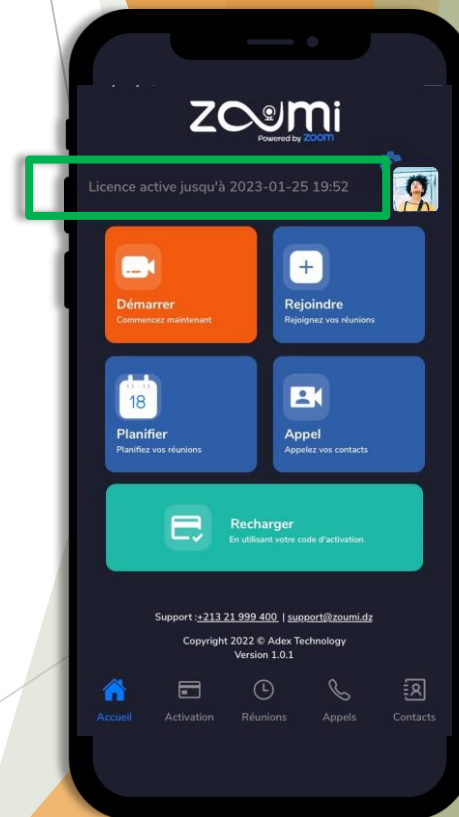 zoomi
Powered by zoom
Licence active jusqu'à 2023-01-25 19:52
Démarrer
Commencez maintenant
Rejoindre
Rejoignez vos réunions
18
Planifier
Planifiez vos réunions
Appel
Appelez vos contacts
Recharger
En utilisant votre code d'activation
Support :+213 21 999 400 | support@zoumi.dz
Copyright 2022 © Adex Technology
Version 1.0.1
Accueil Activation Réunions Appels Contacts